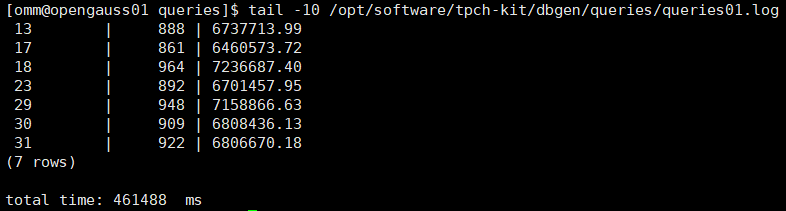 [omm@opengauss01 queries]$ tail -10 /opt/software/tpch-kit/dbgen/queries/queries01.log
13 | 888 | 6737713.99
17 | 861 | 6460573.72
18 | 964 | 7236687.40
23 | 892 | 6701457.95
29 | 948 | 7158866.63
30 | 909 | 6808436.13
31 | 922 | 6806670.18
(7 rows)
total time: 461488 ms